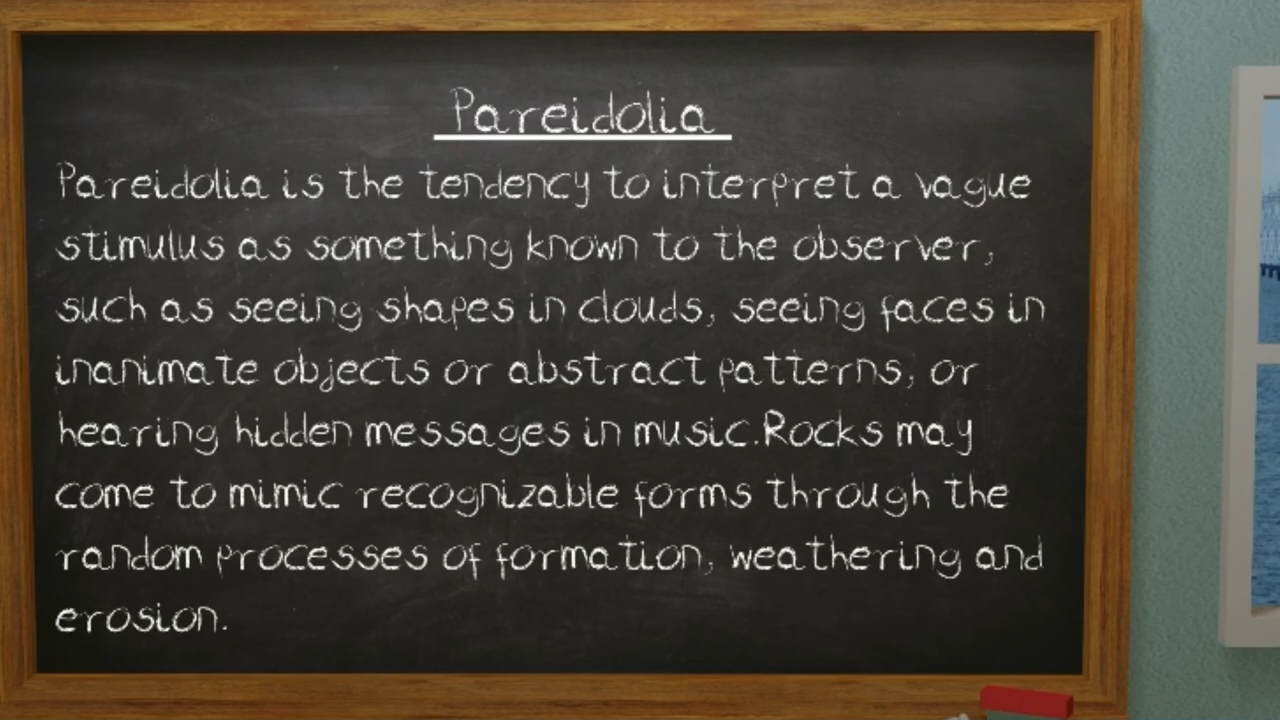 Pareidolia
Pareidolia is the tendency to interpret a vague
stimulus as something known to the observer,
such as seeing shapes in clouds, seeing faces in
inanimate objects or abstract patterns, or
hearing hidden messages in music.Rocks may
come to mimic recognizable forms through the
random processes of formation, weathering and
erosion.